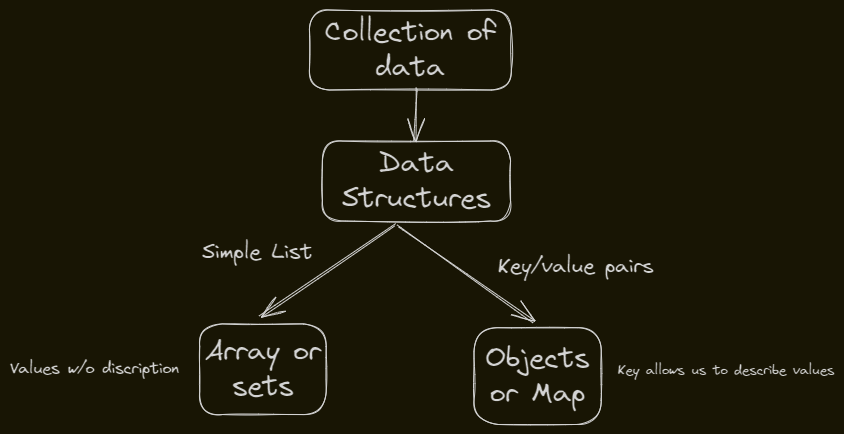 Collection of
data
Data
Structures
Simple List
Key/value pairs
Array or
sets
Values w/o discription
Objects
or Map
Key allows us to describe values